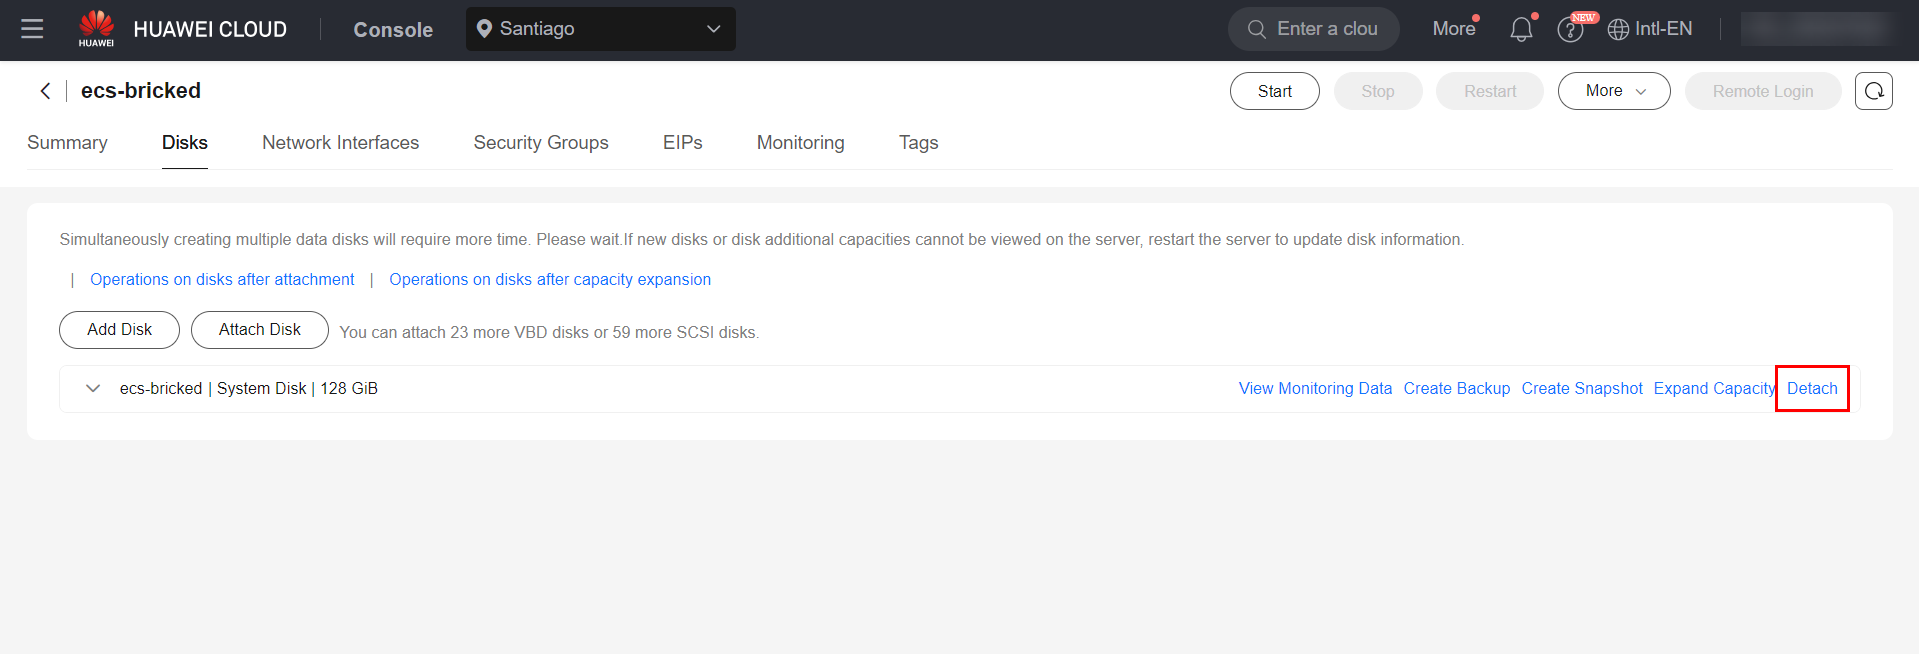 HUAWEI
HUAWEI CLOUD
Console
Santiago
Enter a clou
More
NEW
?
Intl-EN
ecs-bricked
Start
Stop
Restart
More
Remote Login
Summary
Disks
Network Interfaces
Security Groups
EIPs
Monitoring
Tags
Simultaneously creating multiple data disks will require more time. Please wait.If new disks or disk additional capacities cannot be viewed on the server, restart the server to update disk information.
| Operations on disks after attachment | Operations on disks after capacity expansion
Add Disk
Attach Disk
You can attach 23 more VBD disks or 59 more SCSI disks.
ecs-bricked | System Disk | 128 GiB
View Monitoring Data
Create Backup
Create Snapshot
Expand Capacity
Detach